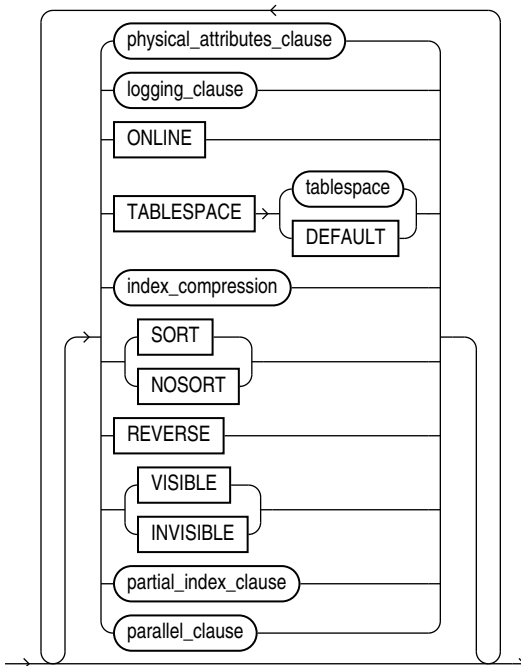 physical_attributes_clause
logging_clause
ONLINE
TABLESPACE
tablespace
DEFAULT
index_compression
SORT
NOSORT
REVERSE
VISIBLE
INVISIBLE
partial_index_clause
parallel_clause